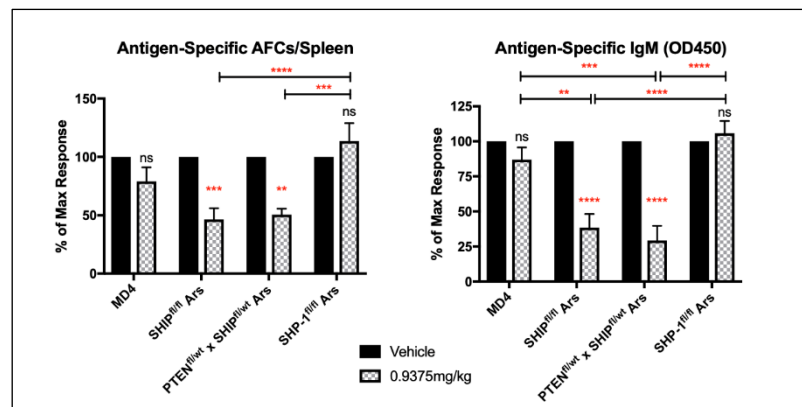 Antigen-Specific AFCs/Spleen
****
***
150
100
50
0
% of Max Response
ns
***
**
ns
MD4
SHIPfl/fl Ars
PTENfl/wt x SHIPfl/wt Ars
SHP-1fl/fl Ars
Antigen-Specific IgM (OD450)
*** ****
** ****
125
100
75
50
25
0
% of Max Response
ns
****
****
ns
MD4
SHIPfl/fl Ars
PTENfl/wt x SHIPfl/wt Ars
SHP-1fl/fl Ars
Vehicle
0.9375mg/kg